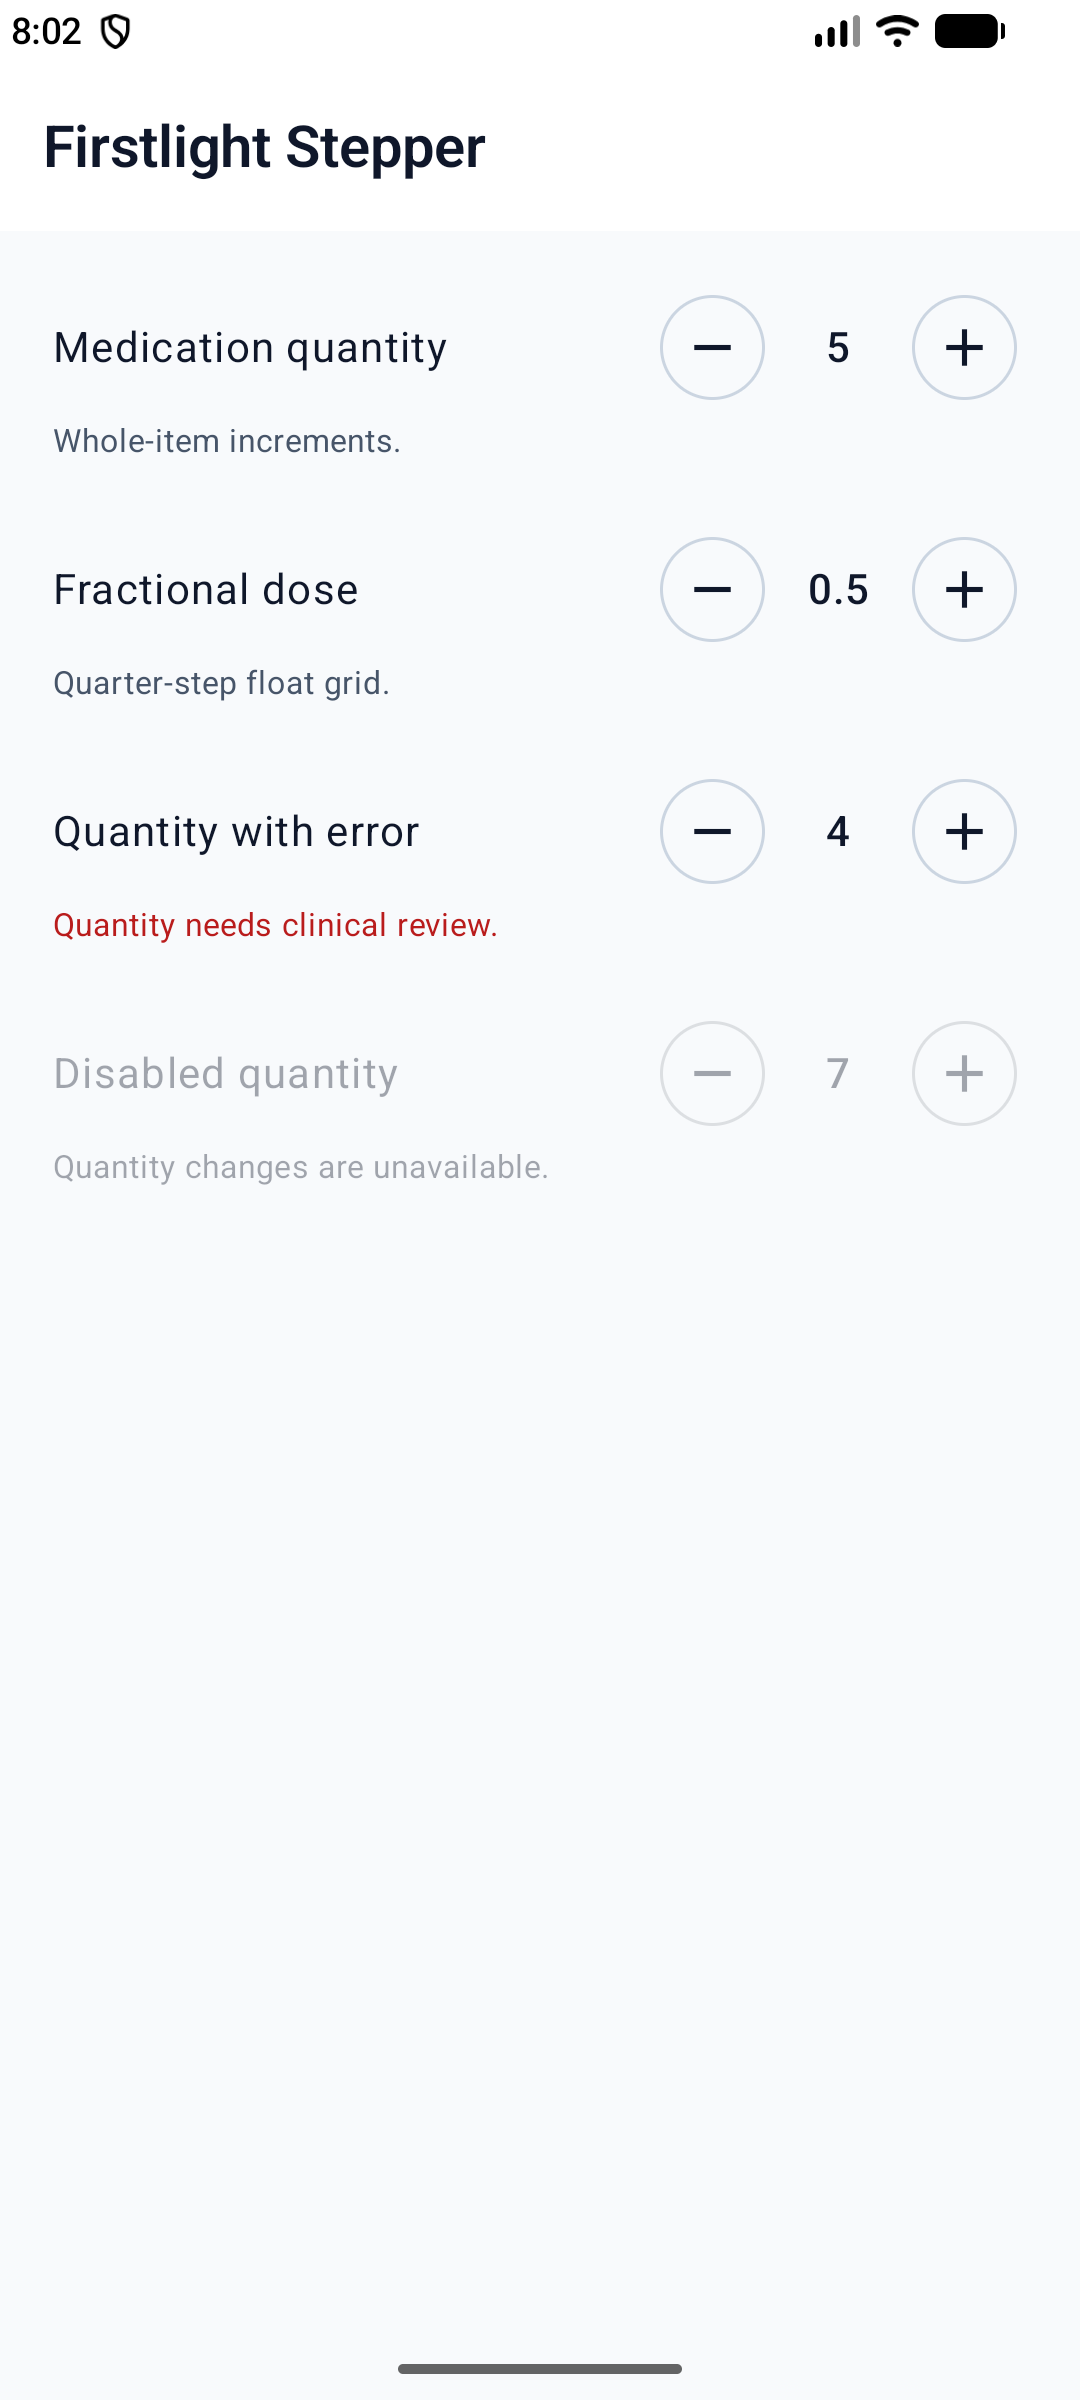 8:02
Firstlight Stepper
Medication quantity
5
Whole-item increments.
Fractional dose
0.5
Quarter-step float grid.
Quantity with error
4
Quantity needs clinical review.
Disabled quantity
7
Quantity changes are unavailable.